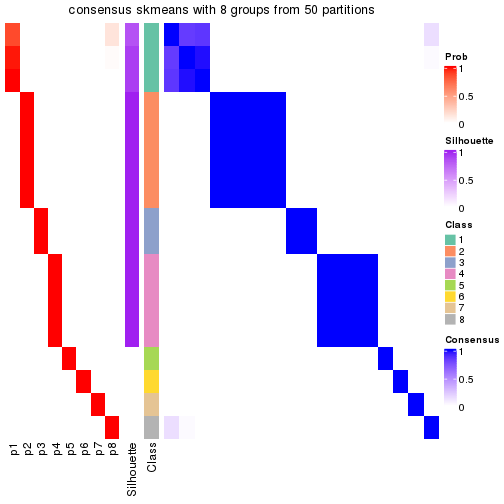 consensus skmeans with 8 groups from 50 partitions
Prob
1
0.5
0
Silhouette
1
0.5
0
Class
1
2
3
4
5
6
7
8
Consensus
1
0.5
0
p1
p2
p3
p4
p5
p6
p7
p8
Silhouette
Class